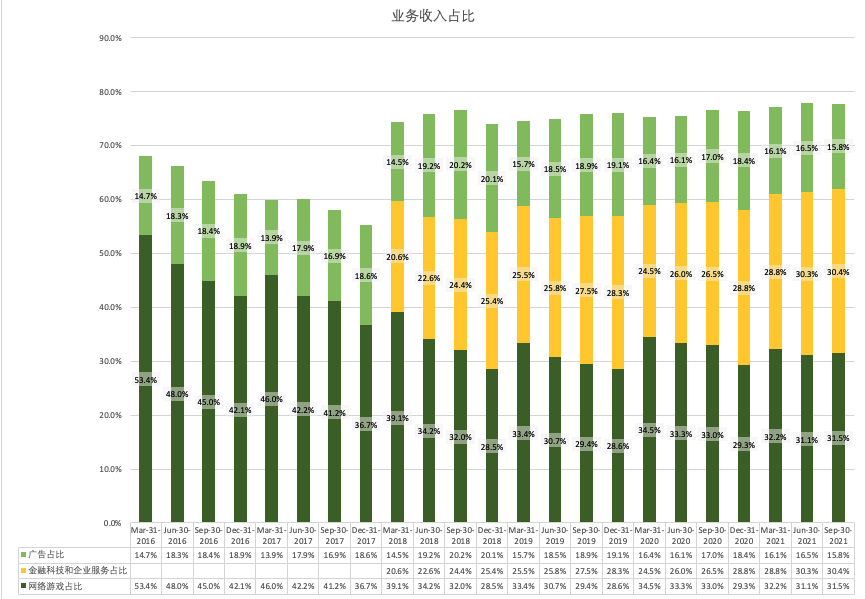 业务收入占比
90.0%
80.0%
70.0%
60.0%
50.0%
40.0%
30.0%
20.0%
10.0%
0.0%
14.5% 19.2% 20.2% 20.1% 15.7% 18.5% 18.9% 19.1% 16.4% 16.1% 17.0% 18.4% 16.1% 16.5% 15.8%
14.7% 18.3% 18.4% 18.9% 13.9% 17.9% 16.9% 18.6%
20.6% 22.6% 24.4% 25.4% 25.5% 25.8% 27.5% 28.3% 24.5% 26.0% 26.5% 28.8% 28.8% 30.3% 30.4%
53.4% 48.0% 45.0% 42.1% 46.0% 42.2% 41.2% 36.7% 39.1% 34.2% 32.0% 28.5% 33.4% 30.7% 29.4% 28.6% 34.5% 33.3% 33.0% 29.3% 32.2% 31.1% 31.5%
Mar-31- Jun-30- Sep-30- Dec-31- Mar-31- Jun-30- Sep-30- Dec-31- Mar-31- Jun-30- Sep-30- Dec-31- Mar-31- Jun-30- Sep-30- Dec-31- Mar-31- Jun-30- Sep-30- Dec-30- Mar-31- Jun-30- Sep-30-
2016 2016 2016 2016 2017 2017 2017 2017 2018 2018 2018 2018 2019 2019 2019 2019 2020 2020 2020 2020 2021 2021 2021
广告占比 14.7% 18.3% 18.4% 18.9% 13.9% 17.9% 16.9% 18.6% 14.5% 19.2% 20.2% 20.1% 15.7% 18.5% 18.9% 19.1% 16.4% 16.1% 17.0% 18.4% 16.1% 16.5% 15.8%
金融科技和企业服务占比 20.6% 22.6% 24.4% 25.4% 25.5% 25.8% 27.5% 28.3% 24.5% 26.0% 26.5% 28.8% 28.8% 30.3% 30.4%
网络游戏占比 53.4% 48.0% 45.0% 42.1% 46.0% 42.2% 41.2% 36.7% 39.1% 34.2% 32.0% 28.5% 33.4% 30.7% 29.4% 28.6% 34.5% 33.3% 33.0% 29.3% 32.2% 31.1% 31.5%